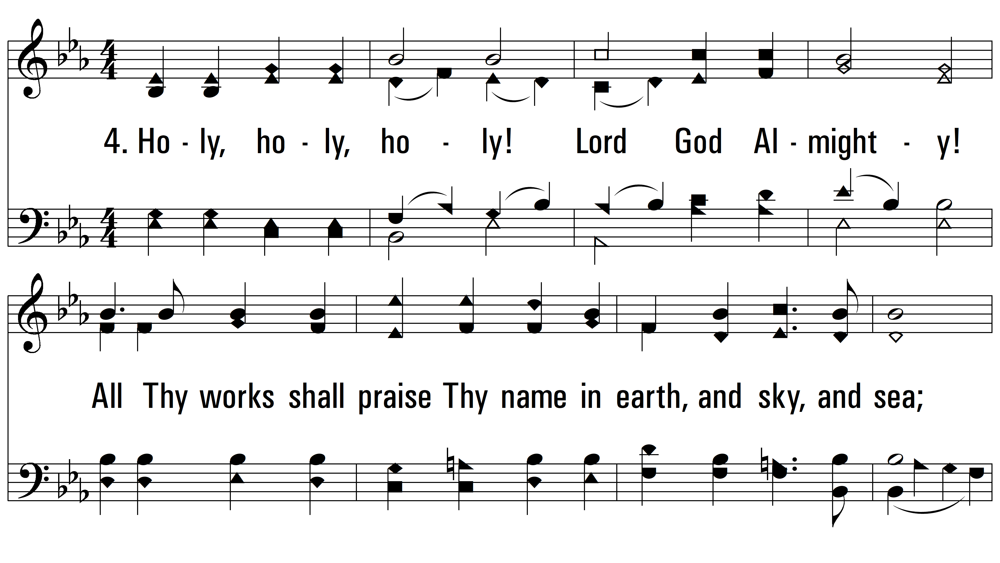 4. Ho - ly, ho - ly, ho - ly! Lord God Al - might - y!
All Thy works shall praise Thy name in earth, and sky, and sea;